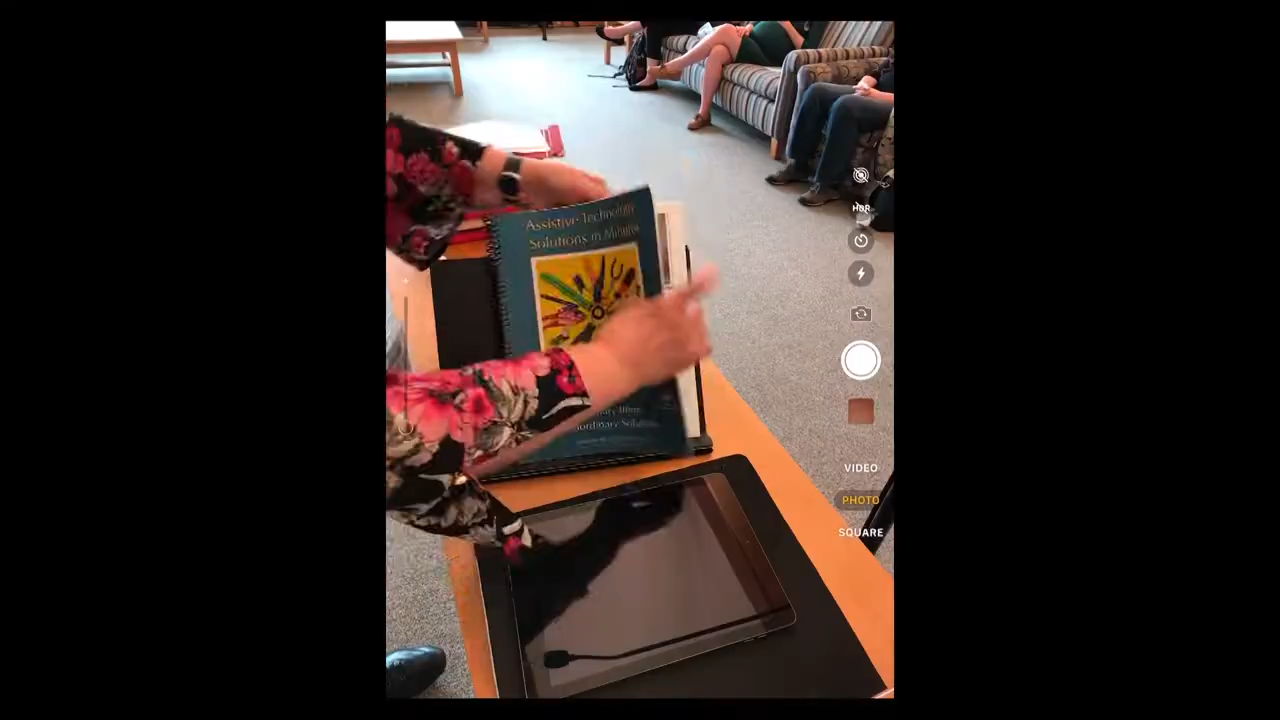 Assistive Technology
Solutions in Minutes
HDR
VIDEO
PHOTO
SQUARE